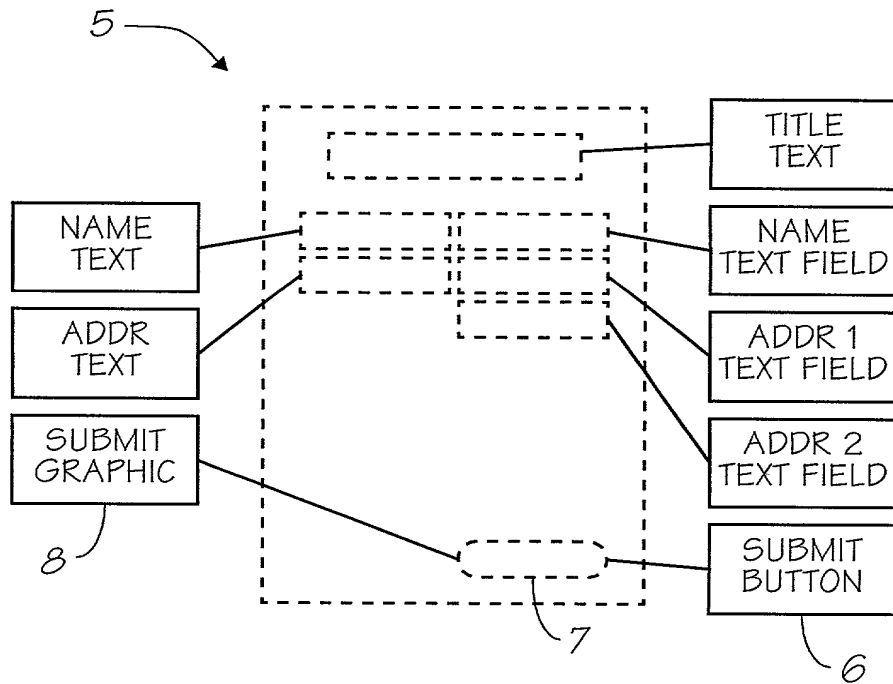 5
TITLE
TEXT
NAME
TEXT
NAME
TEXT FIELD
ADDR
TEXT
ADDR 1
TEXT FIELD
SUBMIT
GRAPHIC
ADDR 2
TEXT FIELD
8
SUBMIT
BUTTON
7
6